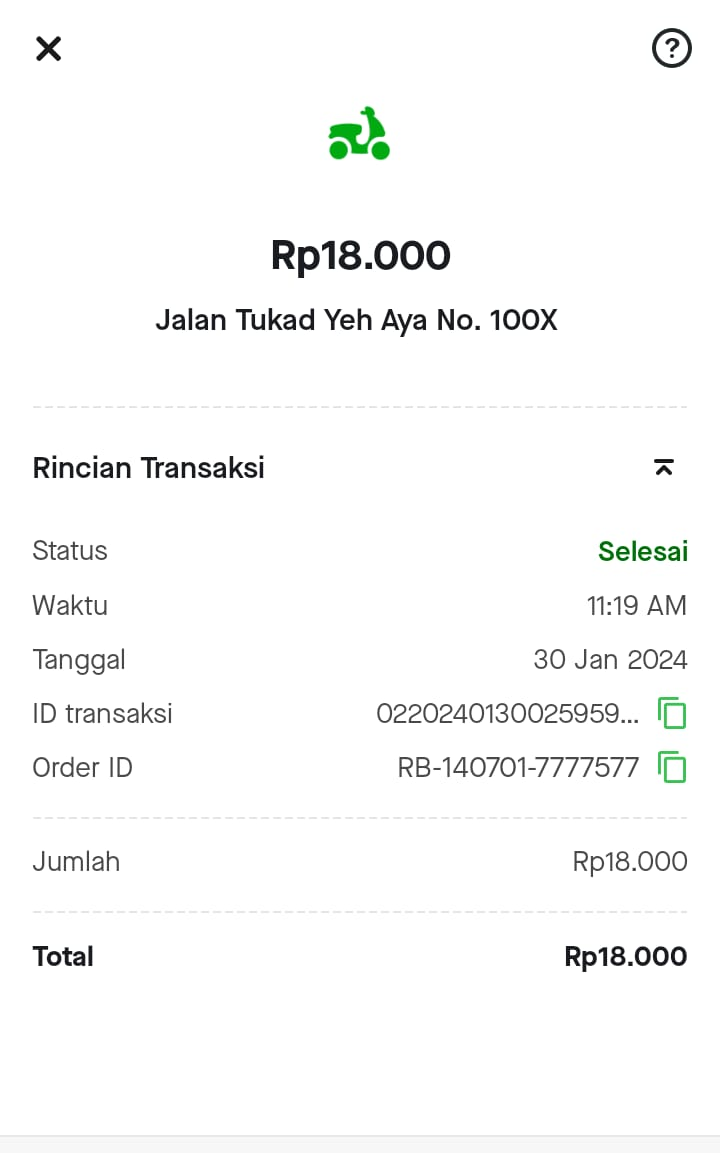 ?
Rp18.000
Jalan Tukad Yeh Aya No. 100X
Rincian Transaksi
Status Selesai
Waktu 11:19 AM
Tanggal 30 Jan 2024
ID transaksi 0220240130025959...
Order ID RB-140701-7777577
Jumlah Rp18.000
Total Rp18.000